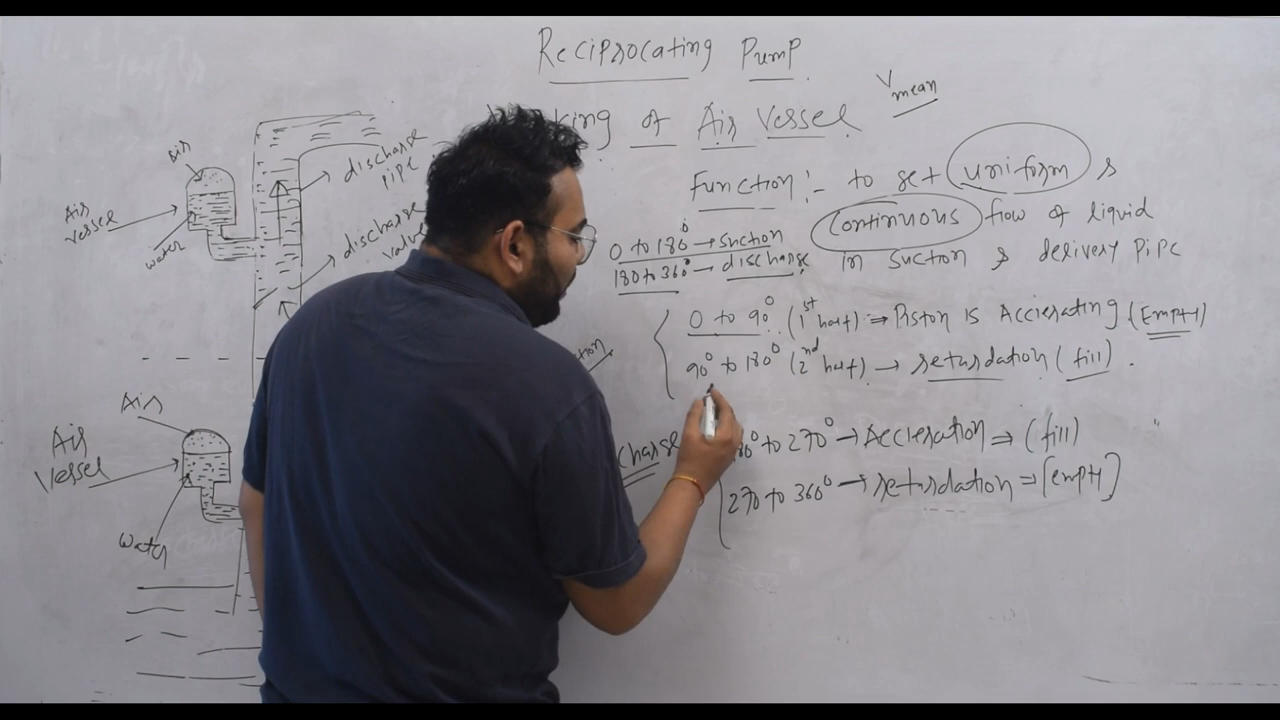 Reciprocating Pump
king of Air Vessel
Vmean
Function :- to get uniform &
continuous flow of liquid
in suction & delivery pipe
0 to 180° → suction
180 to 360° → discharge
0 to 90° (1st half) ⇒ Piston is Acclerating (Empty)
90° to 180° (2nd half) → retardation (fill).
charge
80° to 270° → Accleration ⇒ (fill)
270 to 360° → retardation ⇒ [empty]
Air
Air
vessel
water
discharge
pipe
discharge
valve
Air
Air
Vessel
Water